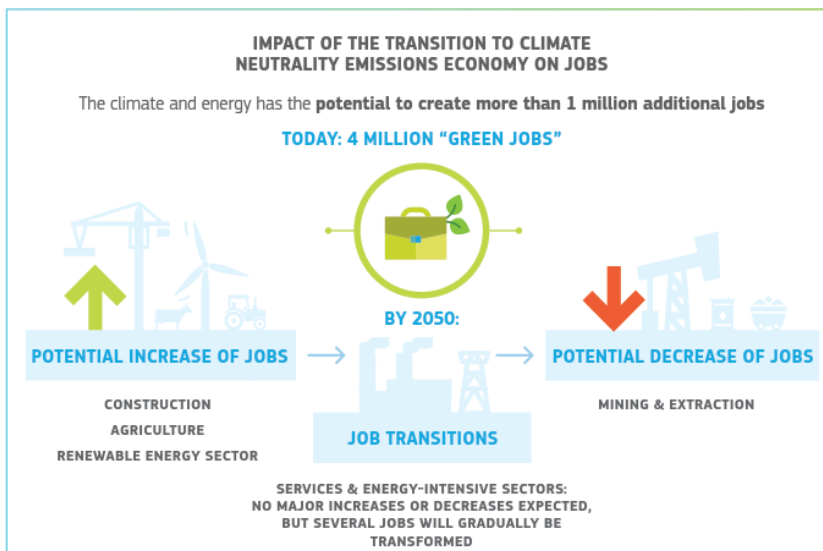 IMPACT OF THE TRANSITION TO CLIMATE
NEUTRALITY EMISSIONS ECONOMY ON JOBS
The climate and energy has the potential to create more than 1 million additional jobs
TODAY: 4 MILLION “GREEN JOBS”
BY 2050:
POTENTIAL INCREASE OF JOBS
CONSTRUCTION
AGRICULTURE
RENEWABLE ENERGY SECTOR
JOB TRANSITIONS
SERVICES & ENERGY-INTENSIVE SECTORS:
NO MAJOR INCREASES OR DECREASES EXPECTED,
BUT SEVERAL JOBS WILL GRADUALLY BE
TRANSFORMED
POTENTIAL DECREASE OF JOBS
MINING & EXTRACTION